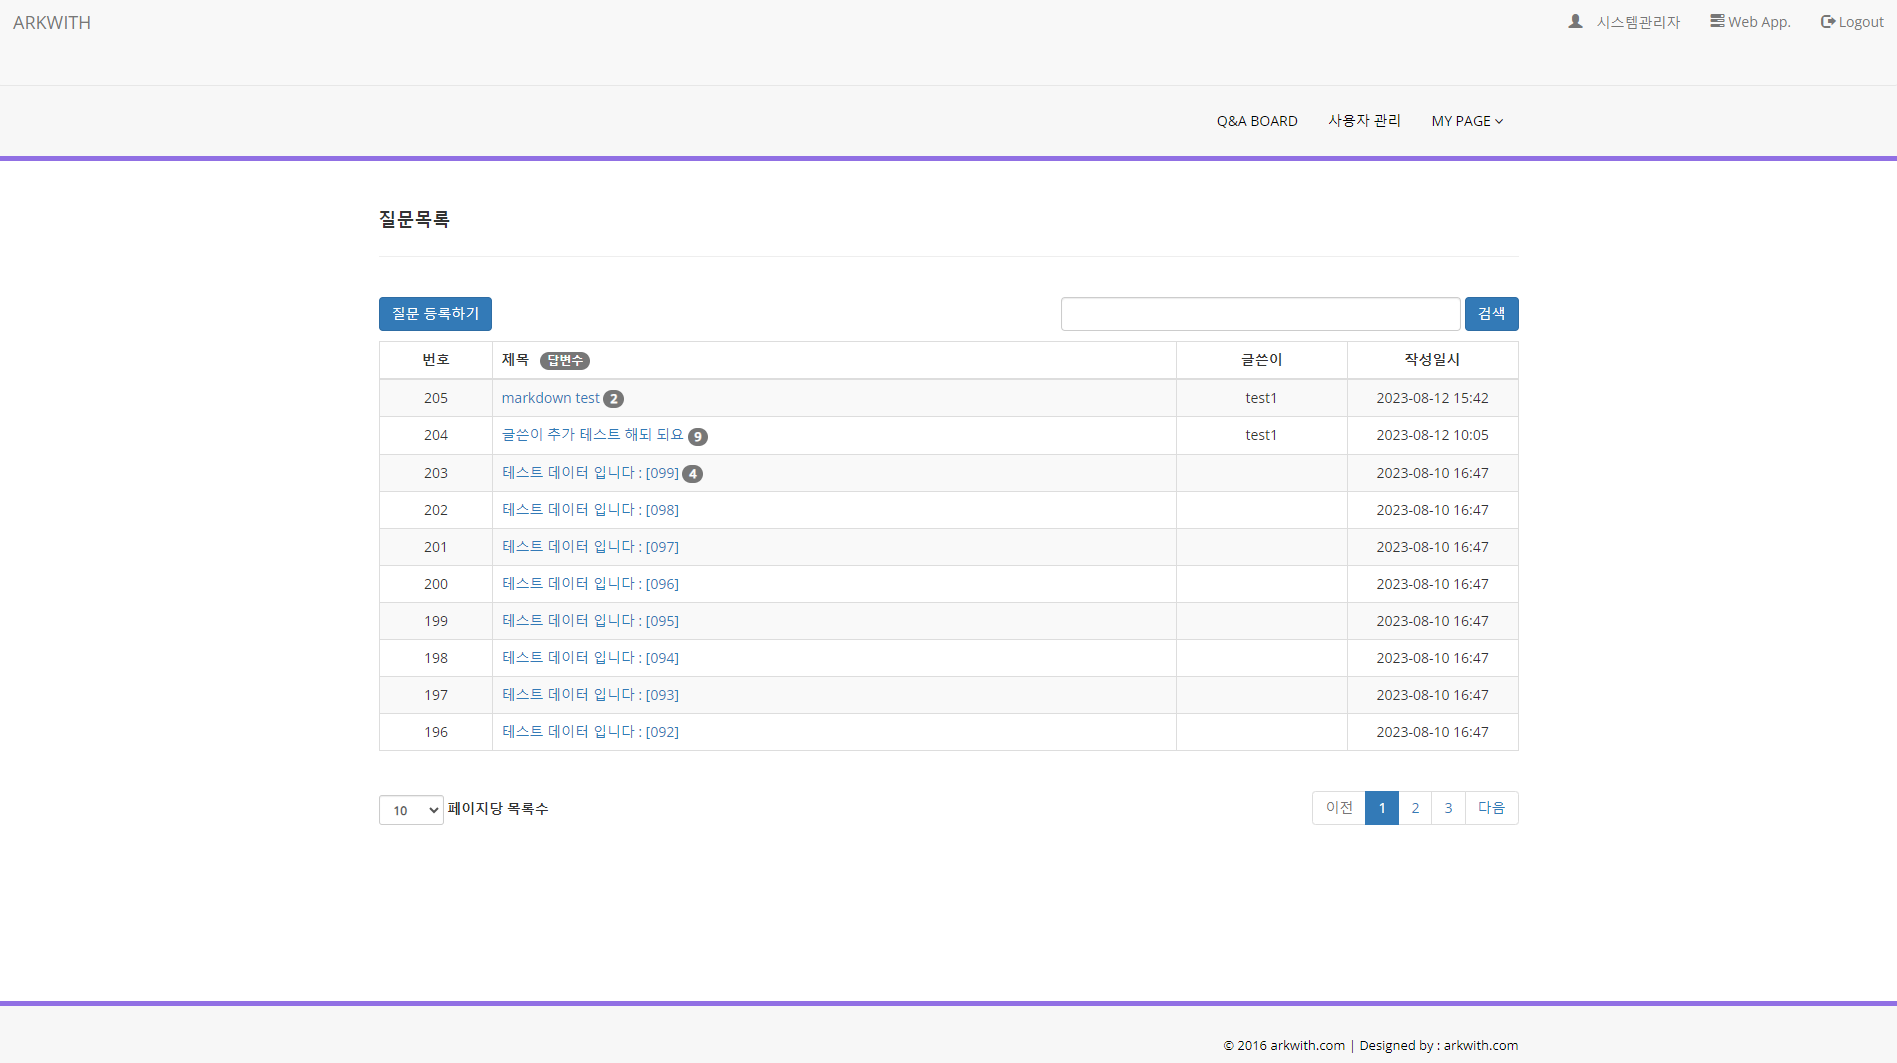 ARKWITH 시스템관리자 Web App. Logout
Q&A BOARD 사용자 관리 MY PAGE
질문목록
질문 등록하기 검색
번호 제목 답변수 글쓴이 작성일시
205 markdown test 2 test1 2023-08-12 15:42
204 글쓴이 추가 테스트 해되 되요 9 test1 2023-08-12 10:05
203 테스트 데이터 입니다 : [099] 4 2023-08-10 16:47
202 테스트 데이터 입니다 : [098] 2023-08-10 16:47
201 테스트 데이터 입니다 : [097] 2023-08-10 16:47
200 테스트 데이터 입니다 : [096] 2023-08-10 16:47
199 테스트 데이터 입니다 : [095] 2023-08-10 16:47
198 테스트 데이터 입니다 : [094] 2023-08-10 16:47
197 테스트 데이터 입니다 : [093] 2023-08-10 16:47
196 테스트 데이터 입니다 : [092] 2023-08-10 16:47
10 페이지당 목록수 이전 1 2 3 다음
© 2016 arkwith.com | Designed by : arkwith.com